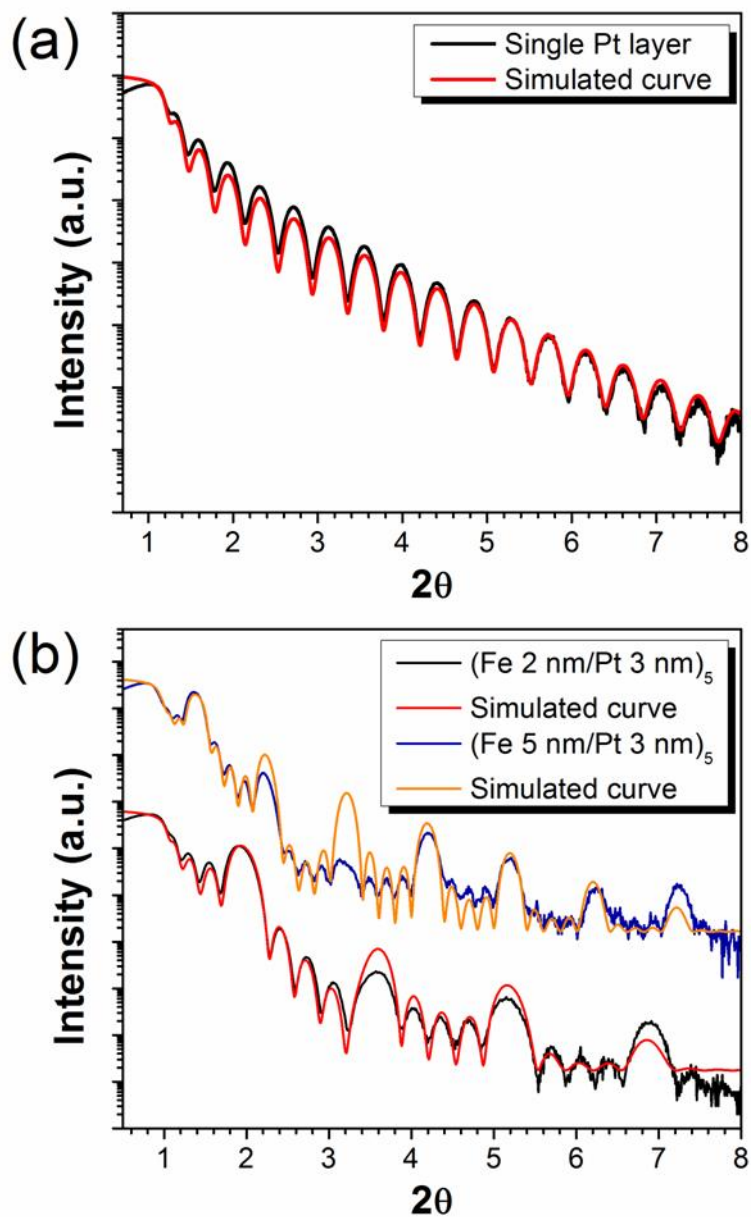 (a)
Single Pt layer
Simulated curve
Intensity (a.u.)
1 2 3 4 5 6 7 8
2θ
(b)
(Fe 2 nm/Pt 3 nm)₅
Simulated curve
(Fe 5 nm/Pt 3 nm)₅
Simulated curve
Intensity (a.u.)
1 2 3 4 5 6 7 8
2θ